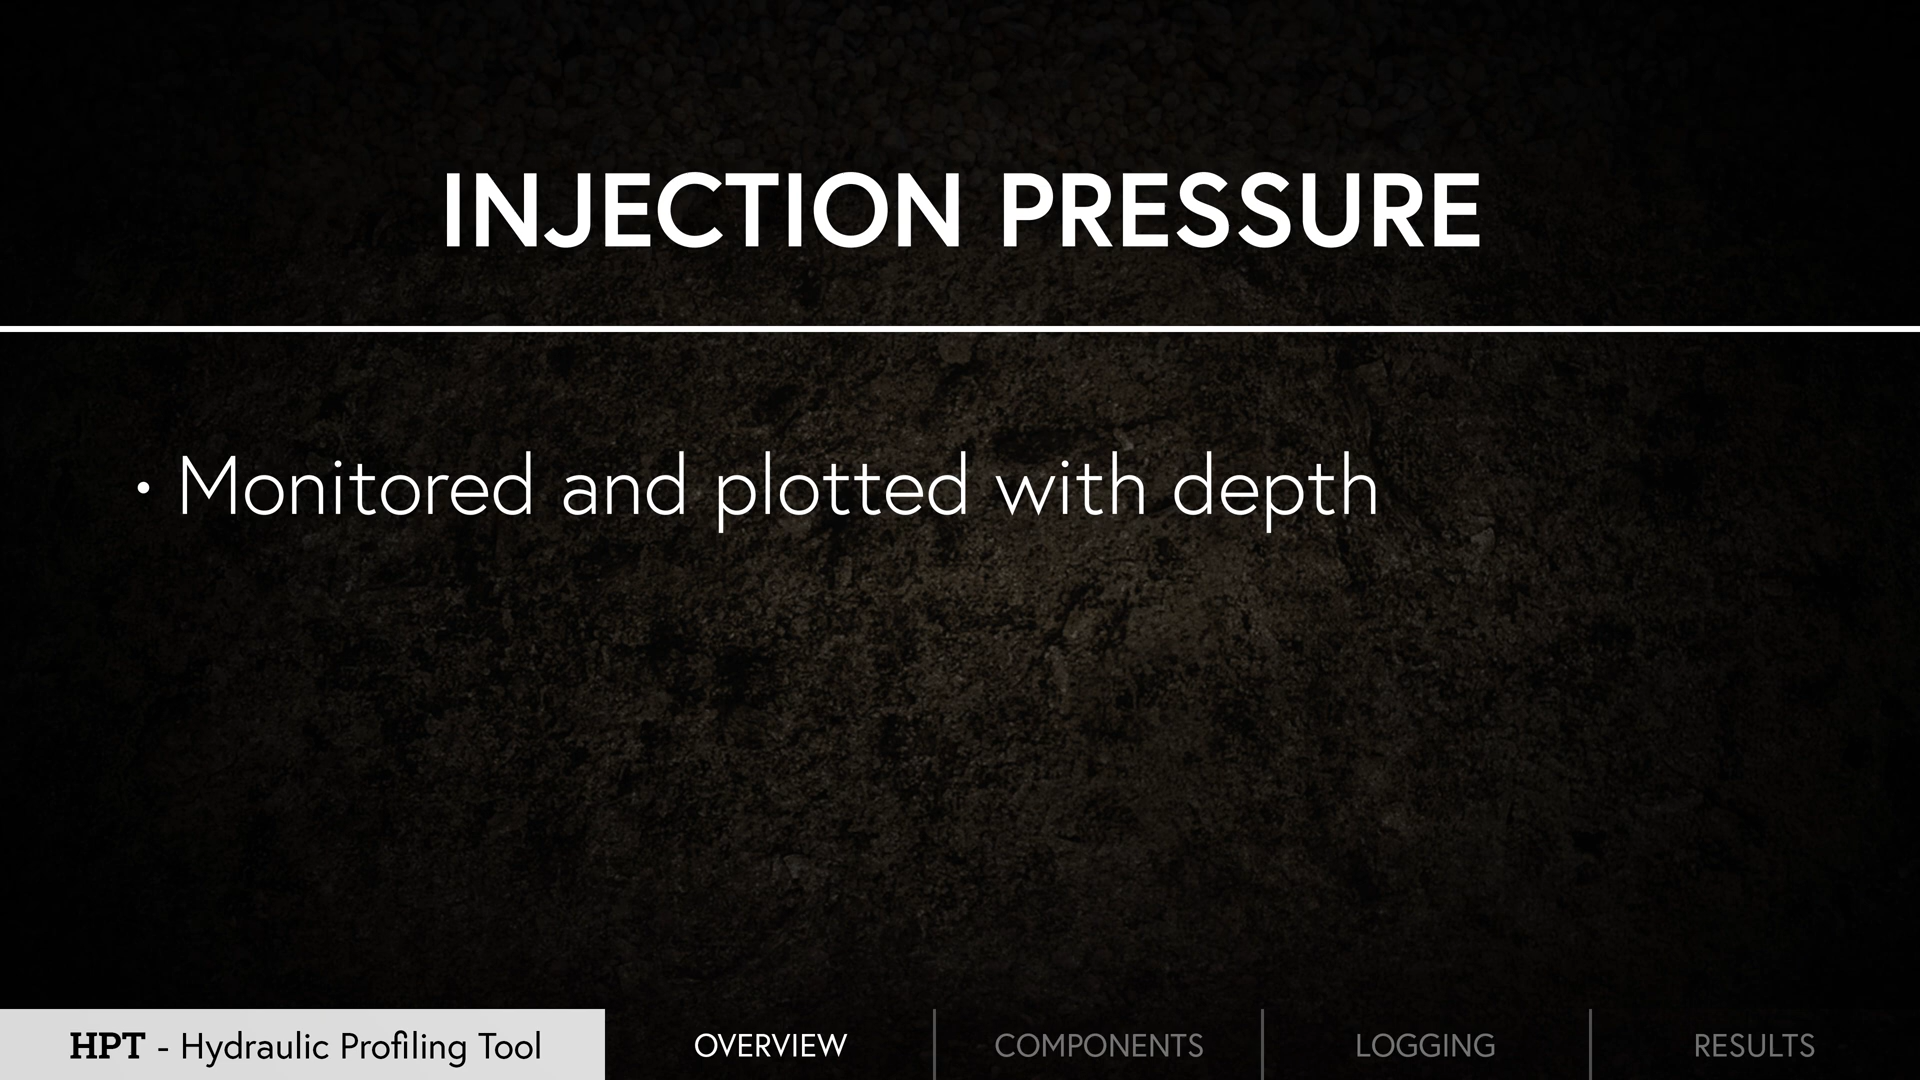 INJECTION PRESSURE
• Monitored and plotted with depth
HPT - Hydraulic Profiling Tool
OVERVIEW
COMPONENTS
LOGGING
RESULTS